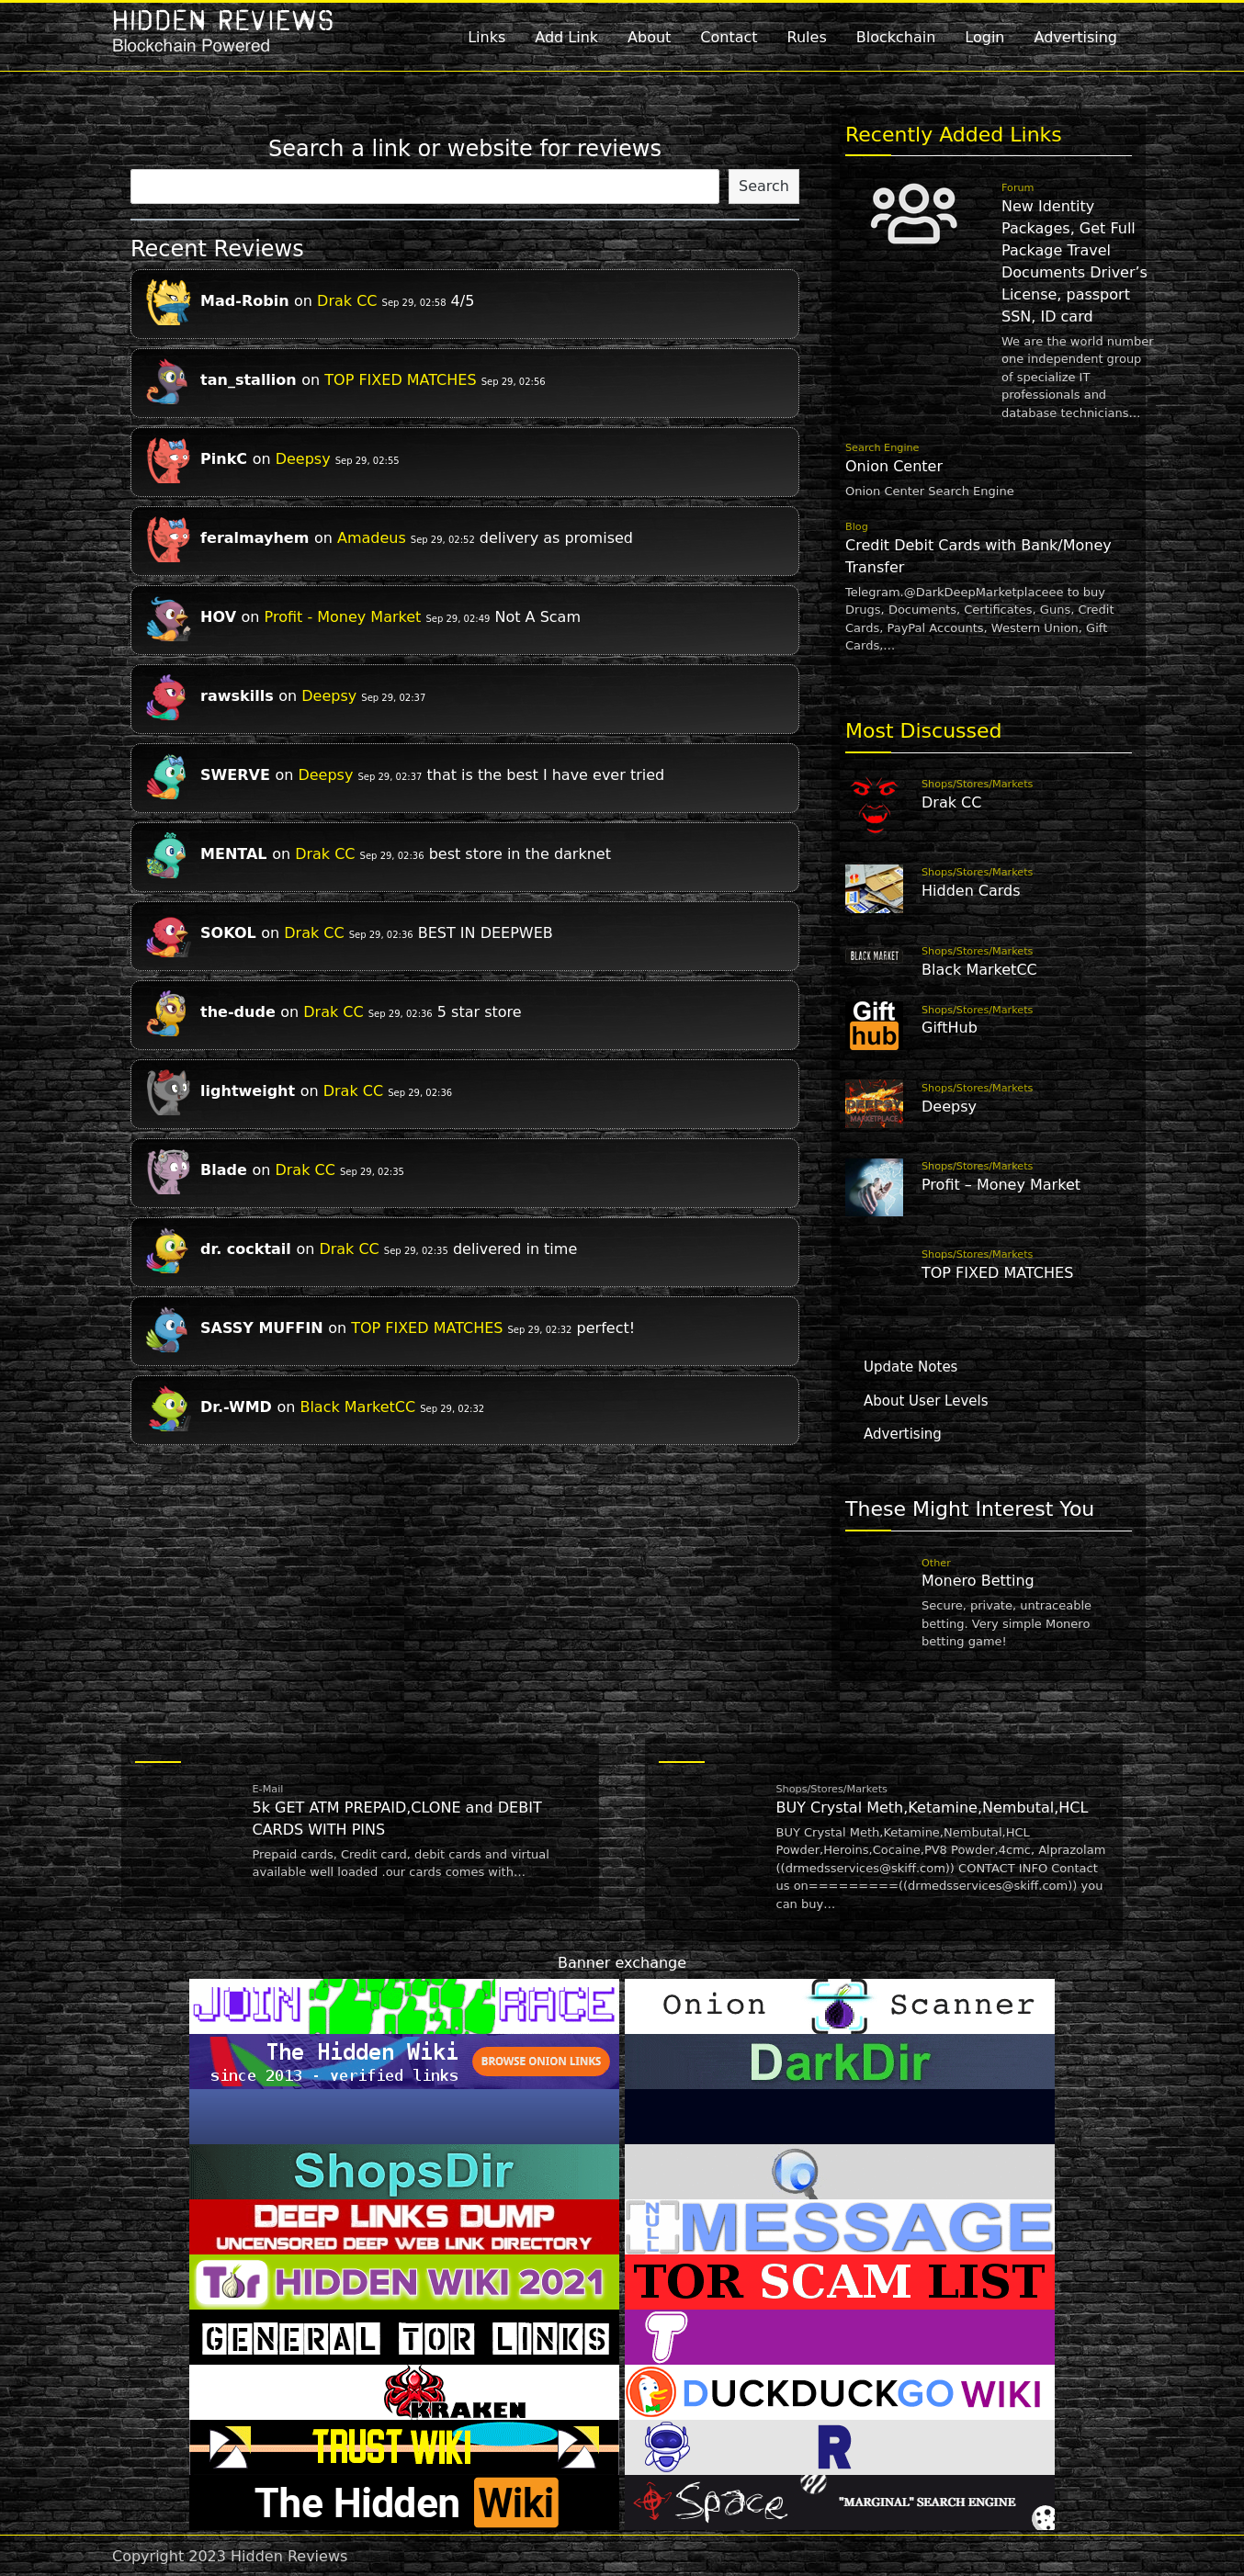 HIDDEN REVIEWS
Blockchain Powered
Links Add Link About Contact Rules Blockchain Login Advertising
Search a link or website for reviews
Search
Recent Reviews
Mad-Robin on Drak CC Sep 29, 02:58 4/5
tan_stallion on TOP FIXED MATCHES Sep 29, 02:56
PinkC on Deepsy Sep 29, 02:55
feralmayhem on Amadeus Sep 29, 02:52 delivery as promised
HOV on Profit - Money Market Sep 29, 02:49 Not A Scam
rawskills on Deepsy Sep 29, 02:37
SWERVE on Deepsy Sep 29, 02:37 that is the best I have ever tried
MENTAL on Drak CC Sep 29, 02:36 best store in the darknet
SOKOL on Drak CC Sep 29, 02:36 BEST IN DEEPWEB
the-dude on Drak CC Sep 29, 02:36 5 star store
lightweight on Drak CC Sep 29, 02:36
Blade on Drak CC Sep 29, 02:35
dr. cocktail on Drak CC Sep 29, 02:35 delivered in time
SASSY MUFFIN on TOP FIXED MATCHES Sep 29, 02:32 perfect!
Dr.-WMD on Black MarketCC Sep 29, 02:32
Recently Added Links
Forum
New Identity
Packages, Get Full
Package Travel
Documents Driver’s
License, passport
SSN, ID card
We are the world number
one independent group
of specialize IT
professionals and
database technicians...
Search Engine
Onion Center
Onion Center Search Engine
Blog
Credit Debit Cards with Bank/Money
Transfer
Telegram.@DarkDeepMarketplaceee to buy
Drugs, Documents, Certificates, Guns, Credit
Cards, PayPal Accounts, Western Union, Gift
Cards,...
Most Discussed
Shops/Stores/Markets
Drak CC
Shops/Stores/Markets
Hidden Cards
BLACK MARKET
Shops/Stores/Markets
Black MarketCC
Gift
hub
Shops/Stores/Markets
GiftHub
DEEPSY
MARKETPLACE
Shops/Stores/Markets
Deepsy
Shops/Stores/Markets
Profit – Money Market
Shops/Stores/Markets
TOP FIXED MATCHES
Update Notes
About User Levels
Advertising
These Might Interest You
Other
Monero Betting
Secure, private, untraceable
betting. Very simple Monero
betting game!
E-Mail
5k GET ATM PREPAID,CLONE and DEBIT
CARDS WITH PINS
Prepaid cards, Credit card, debit cards and virtual
available well loaded .our cards comes with...
Shops/Stores/Markets
BUY Crystal Meth,Ketamine,Nembutal,HCL
BUY Crystal Meth,Ketamine,Nembutal,HCL
Powder,Heroins,Cocaine,PV8 Powder,4cmc, Alprazolam
((drmedsservices@skiff.com)) CONTACT INFO Contact
us on=========((drmedsservices@skiff.com)) you
can buy...
Banner exchange
JOIN RACE
Onion Scanner
The Hidden Wiki
since 2013 - verified links
BROWSE ONION LINKS
DarkDir
ShopsDir
DEEP LINKS DUMP
UNCENSORED DEEP WEB LINK DIRECTORY
NULL MESSAGE
Tor HIDDEN WIKI 2021
TOR SCAM LIST
GENERAL TOR LINKS
T
KRAKEN
DUCKDUCKGO WIKI
TRUST WIKI
R
The Hidden Wiki
Space
"MARGINAL" SEARCH ENGINE
Copyright 2023 Hidden Reviews